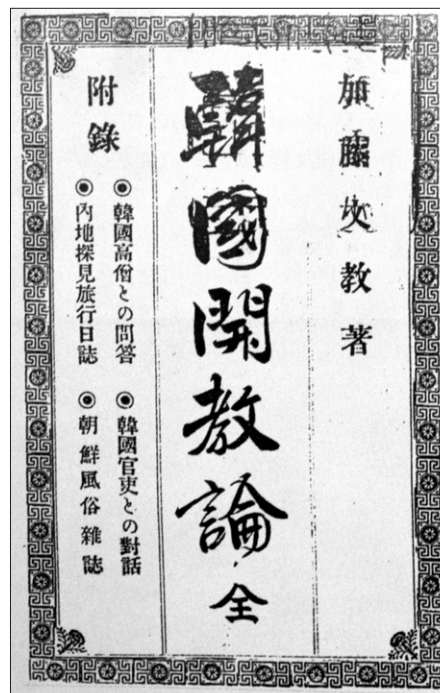 加藤文教著
韓國開教論 全
附錄
◉韓國高僧との問答 ◉韓國官吏との對話
◉內地探見旅行日誌 ◉朝鮮風俗雜誌